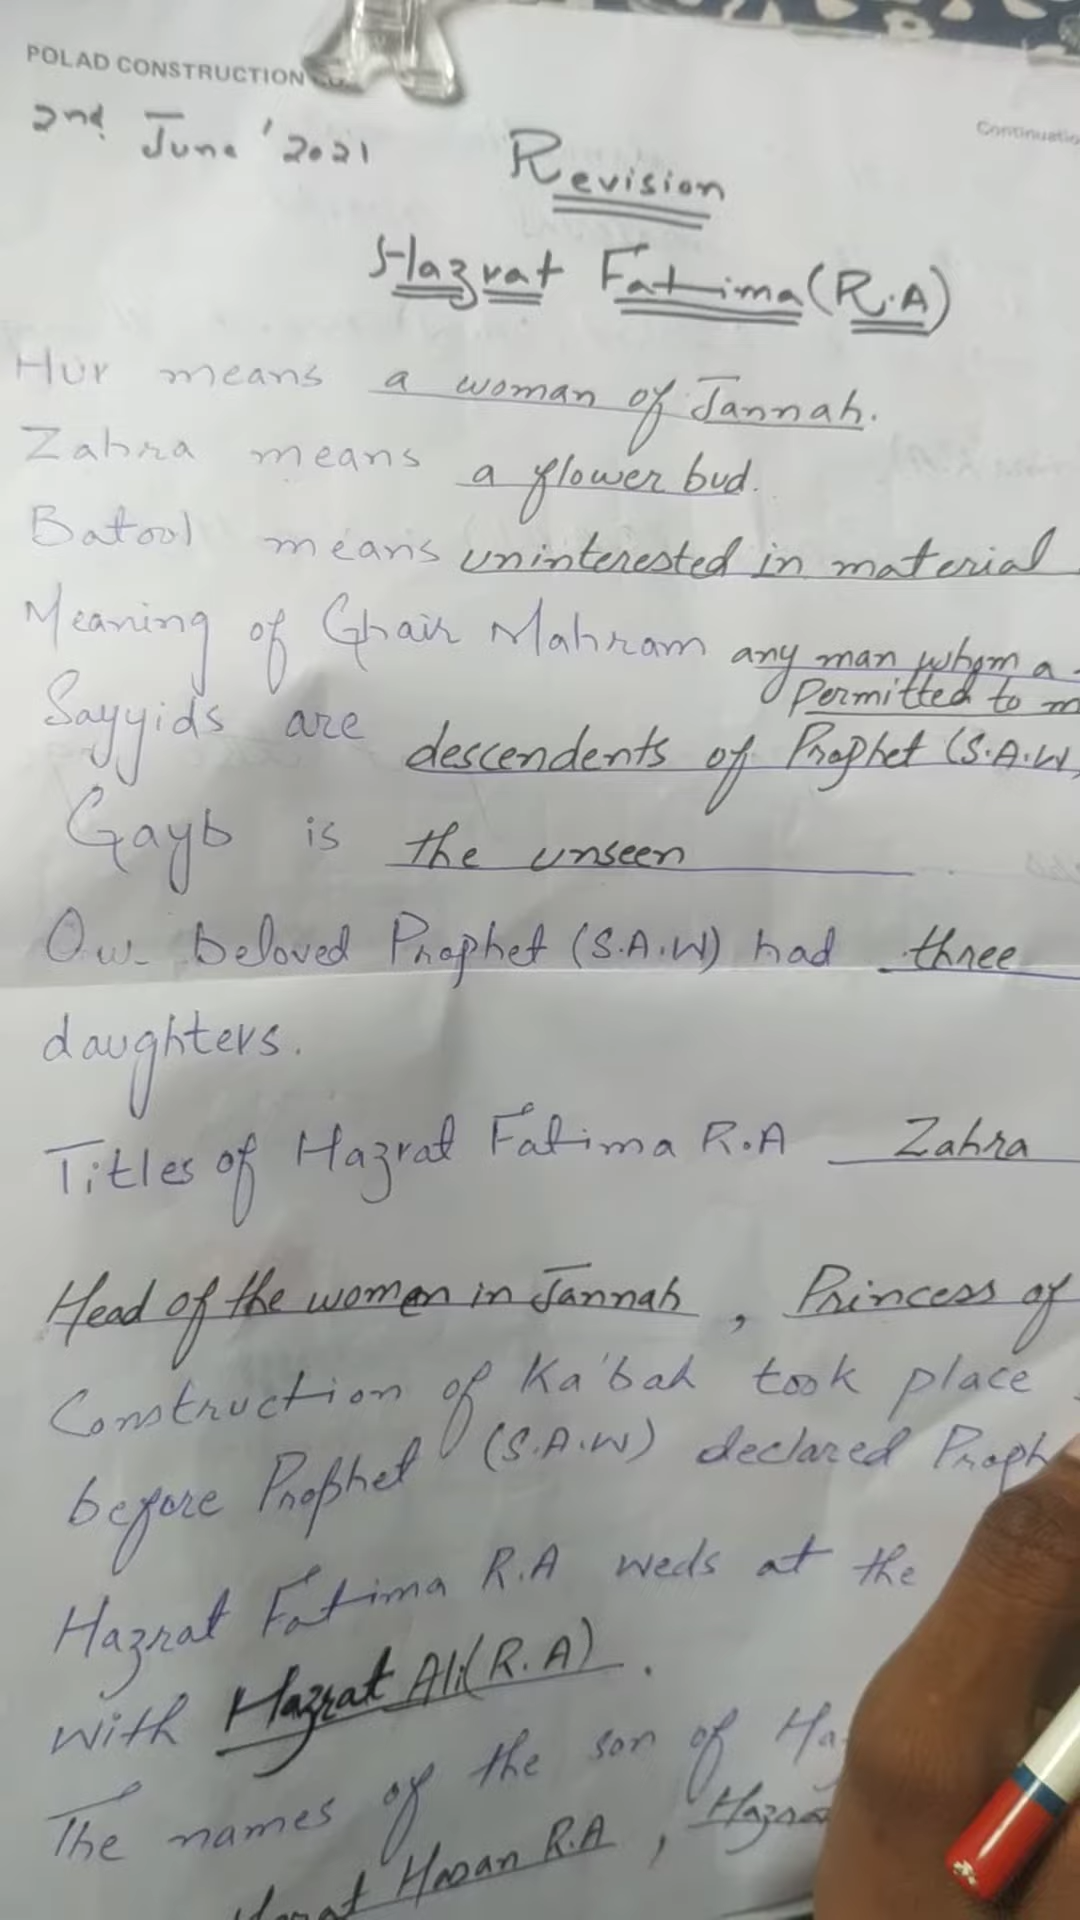 POLAD CONSTRUCTION
Continuatio
2nd June '2021
Revision
Hazrat Fatima (R.A)
Hur means a woman of Jannah.
Zahra means a flower bud.
Batool means uninterested in material
Meaning of Ghair Mahram any man whom a
permitted to m
Sayyids are descendents of Prophet (S.A.W)
Gayb is the unseen
Our beloved Prophet (S.A.W) had three
daughters.
Titles of Hazrat Fatima R.A Zahra
Head of the women in Jannah, Princess of
Construction of Ka'bah took place
before Prophet (S.A.W) declared Proph
Hazrat Fatima R.A weds at the
with Hazrat Ali (R.A).
The names of the son of Ha
Hasan R.A, Hazra